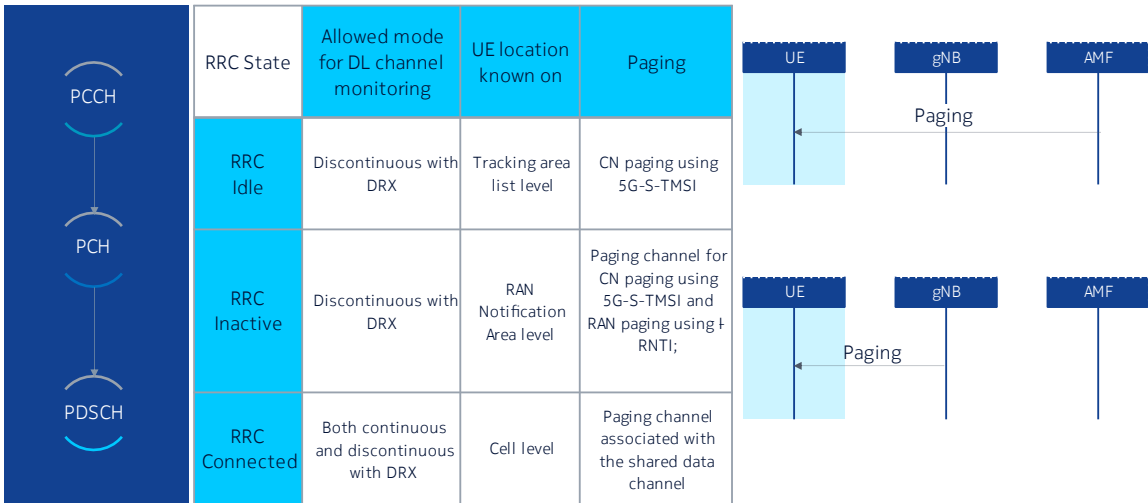 PCCH
PCH
PDSCH
RRC State
Allowed mode
for DL channel
monitoring
UE location
known on
Paging
RRC
Idle
Discontinuous with
DRX
Tracking area
list level
CN paging using
5G-S-TMSI
RRC
Inactive
Discontinuous with
DRX
RAN
Notification
Area level
Paging channel for
CN paging using
5G-S-TMSI and
RAN paging using I-
RNTI;
RRC
Connected
Both continuous
and discontinuous
with DRX
Cell level
Paging channel
associated with
the shared data
channel
UE
gNB
AMF
Paging
UE
gNB
AMF
Paging